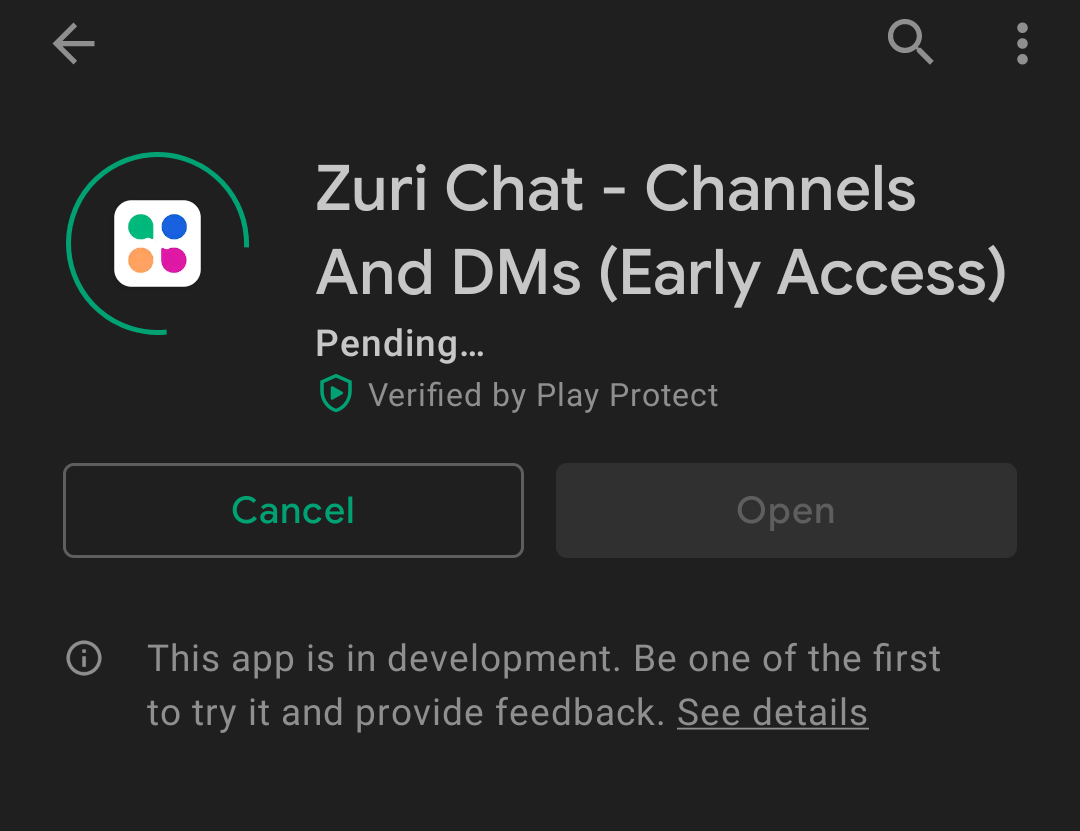 Zuri Chat - Channels
And DMs (Early Access)
Pending…
Verified by Play Protect
Cancel
Open
This app is in development. Be one of the first
to try it and provide feedback. See details